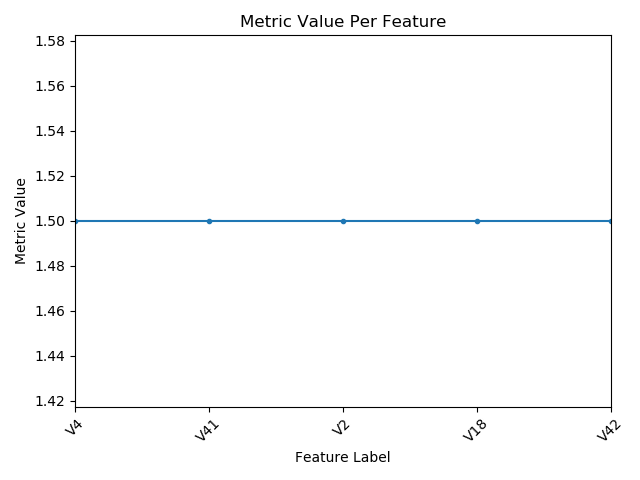 Metric Value Per Feature
1.58
1.56
1.54
1.52
1.50
1.48
1.46
1.44
1.42
Metric Value
V4
V41
V2
V18
V42
Feature Label